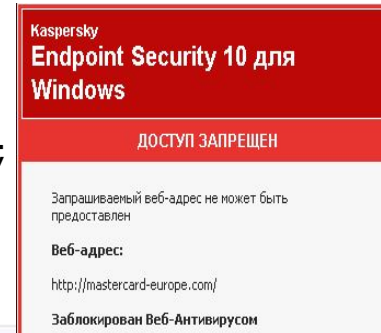 Kaspersky
Endpoint Security 10 для
Windows
ДОСТУП ЗАПРЕЩЕН
Запрашиваемый веб-адрес не может быть
предоставлен
Веб-адрес:
http://mastercard-europe.com/
Заблокирован Веб-Антивирусом